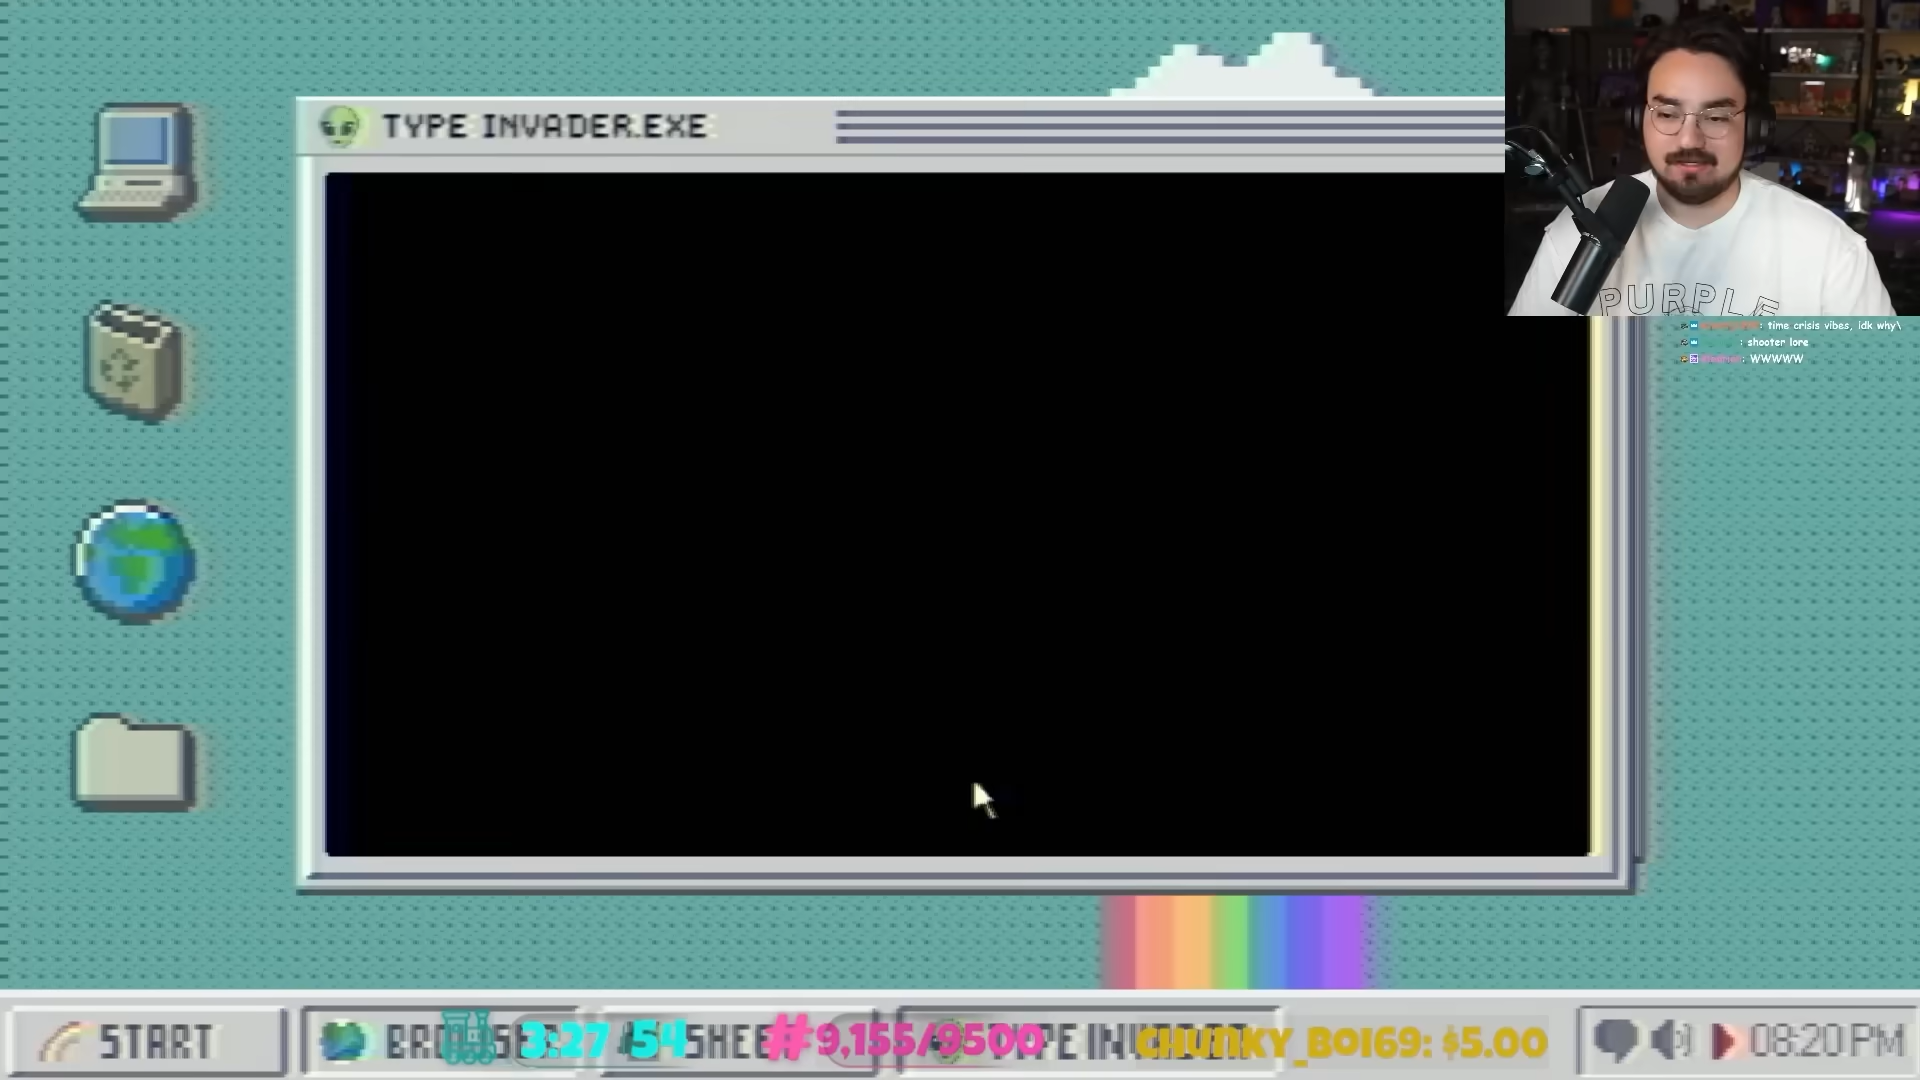 TYPE INVADER.EXE
PURPLE
: time crisis vibes, idk why\
: shooter lore
: WWWWW
START
3:27
54
#9,155/9500
CHUNKY_BOI69: $5.00
08:20 PM